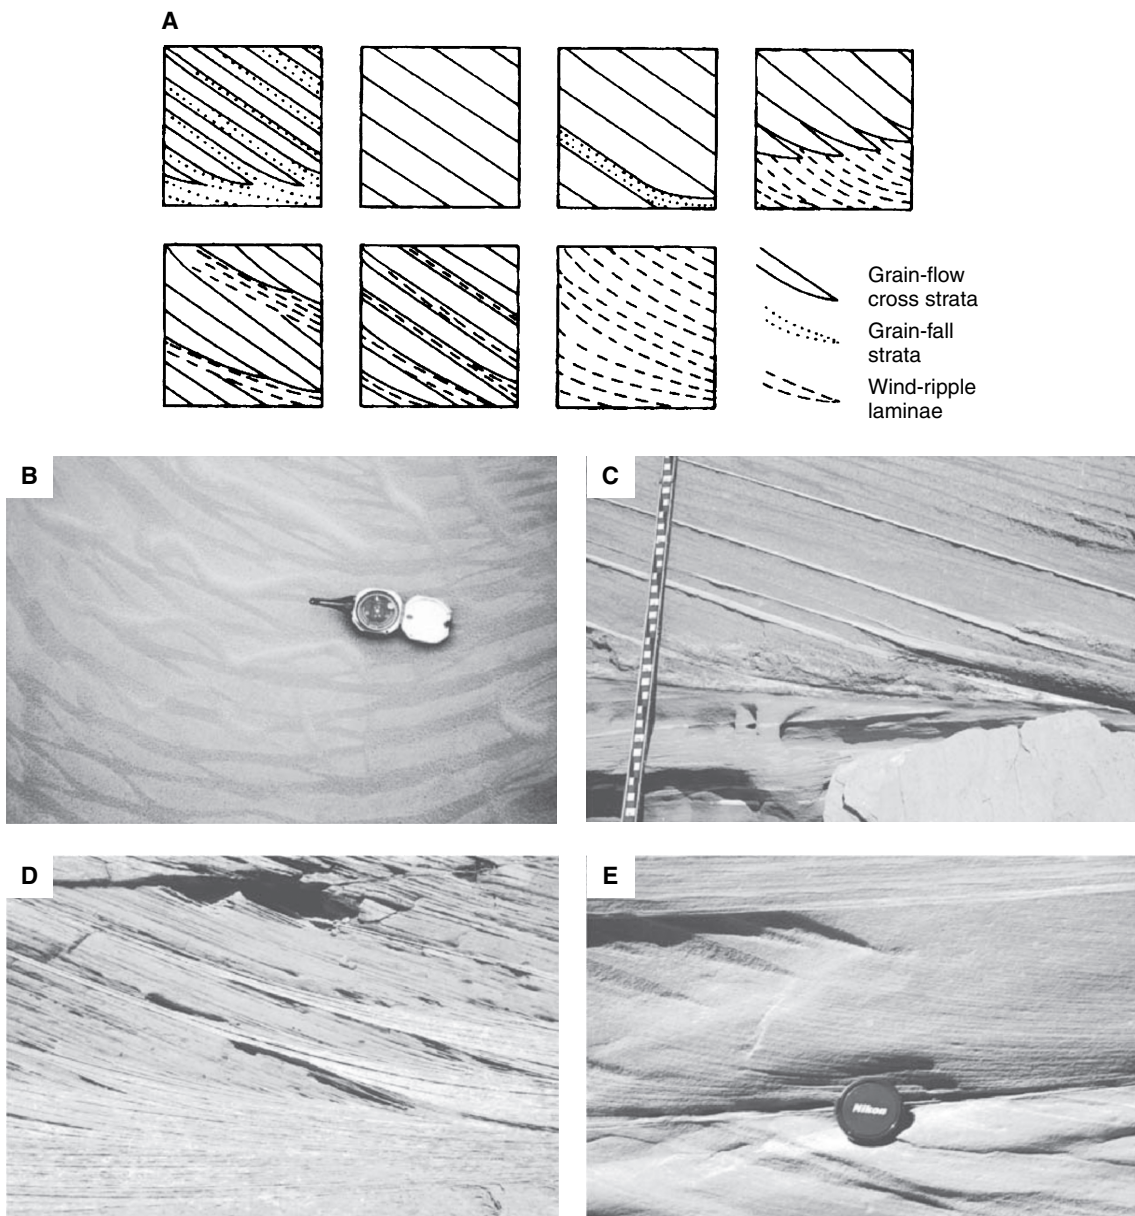 A
Grain-flow
cross strata
Grain-fall
strata
Wind-ripple
laminae
B
C
D
E
Nikon